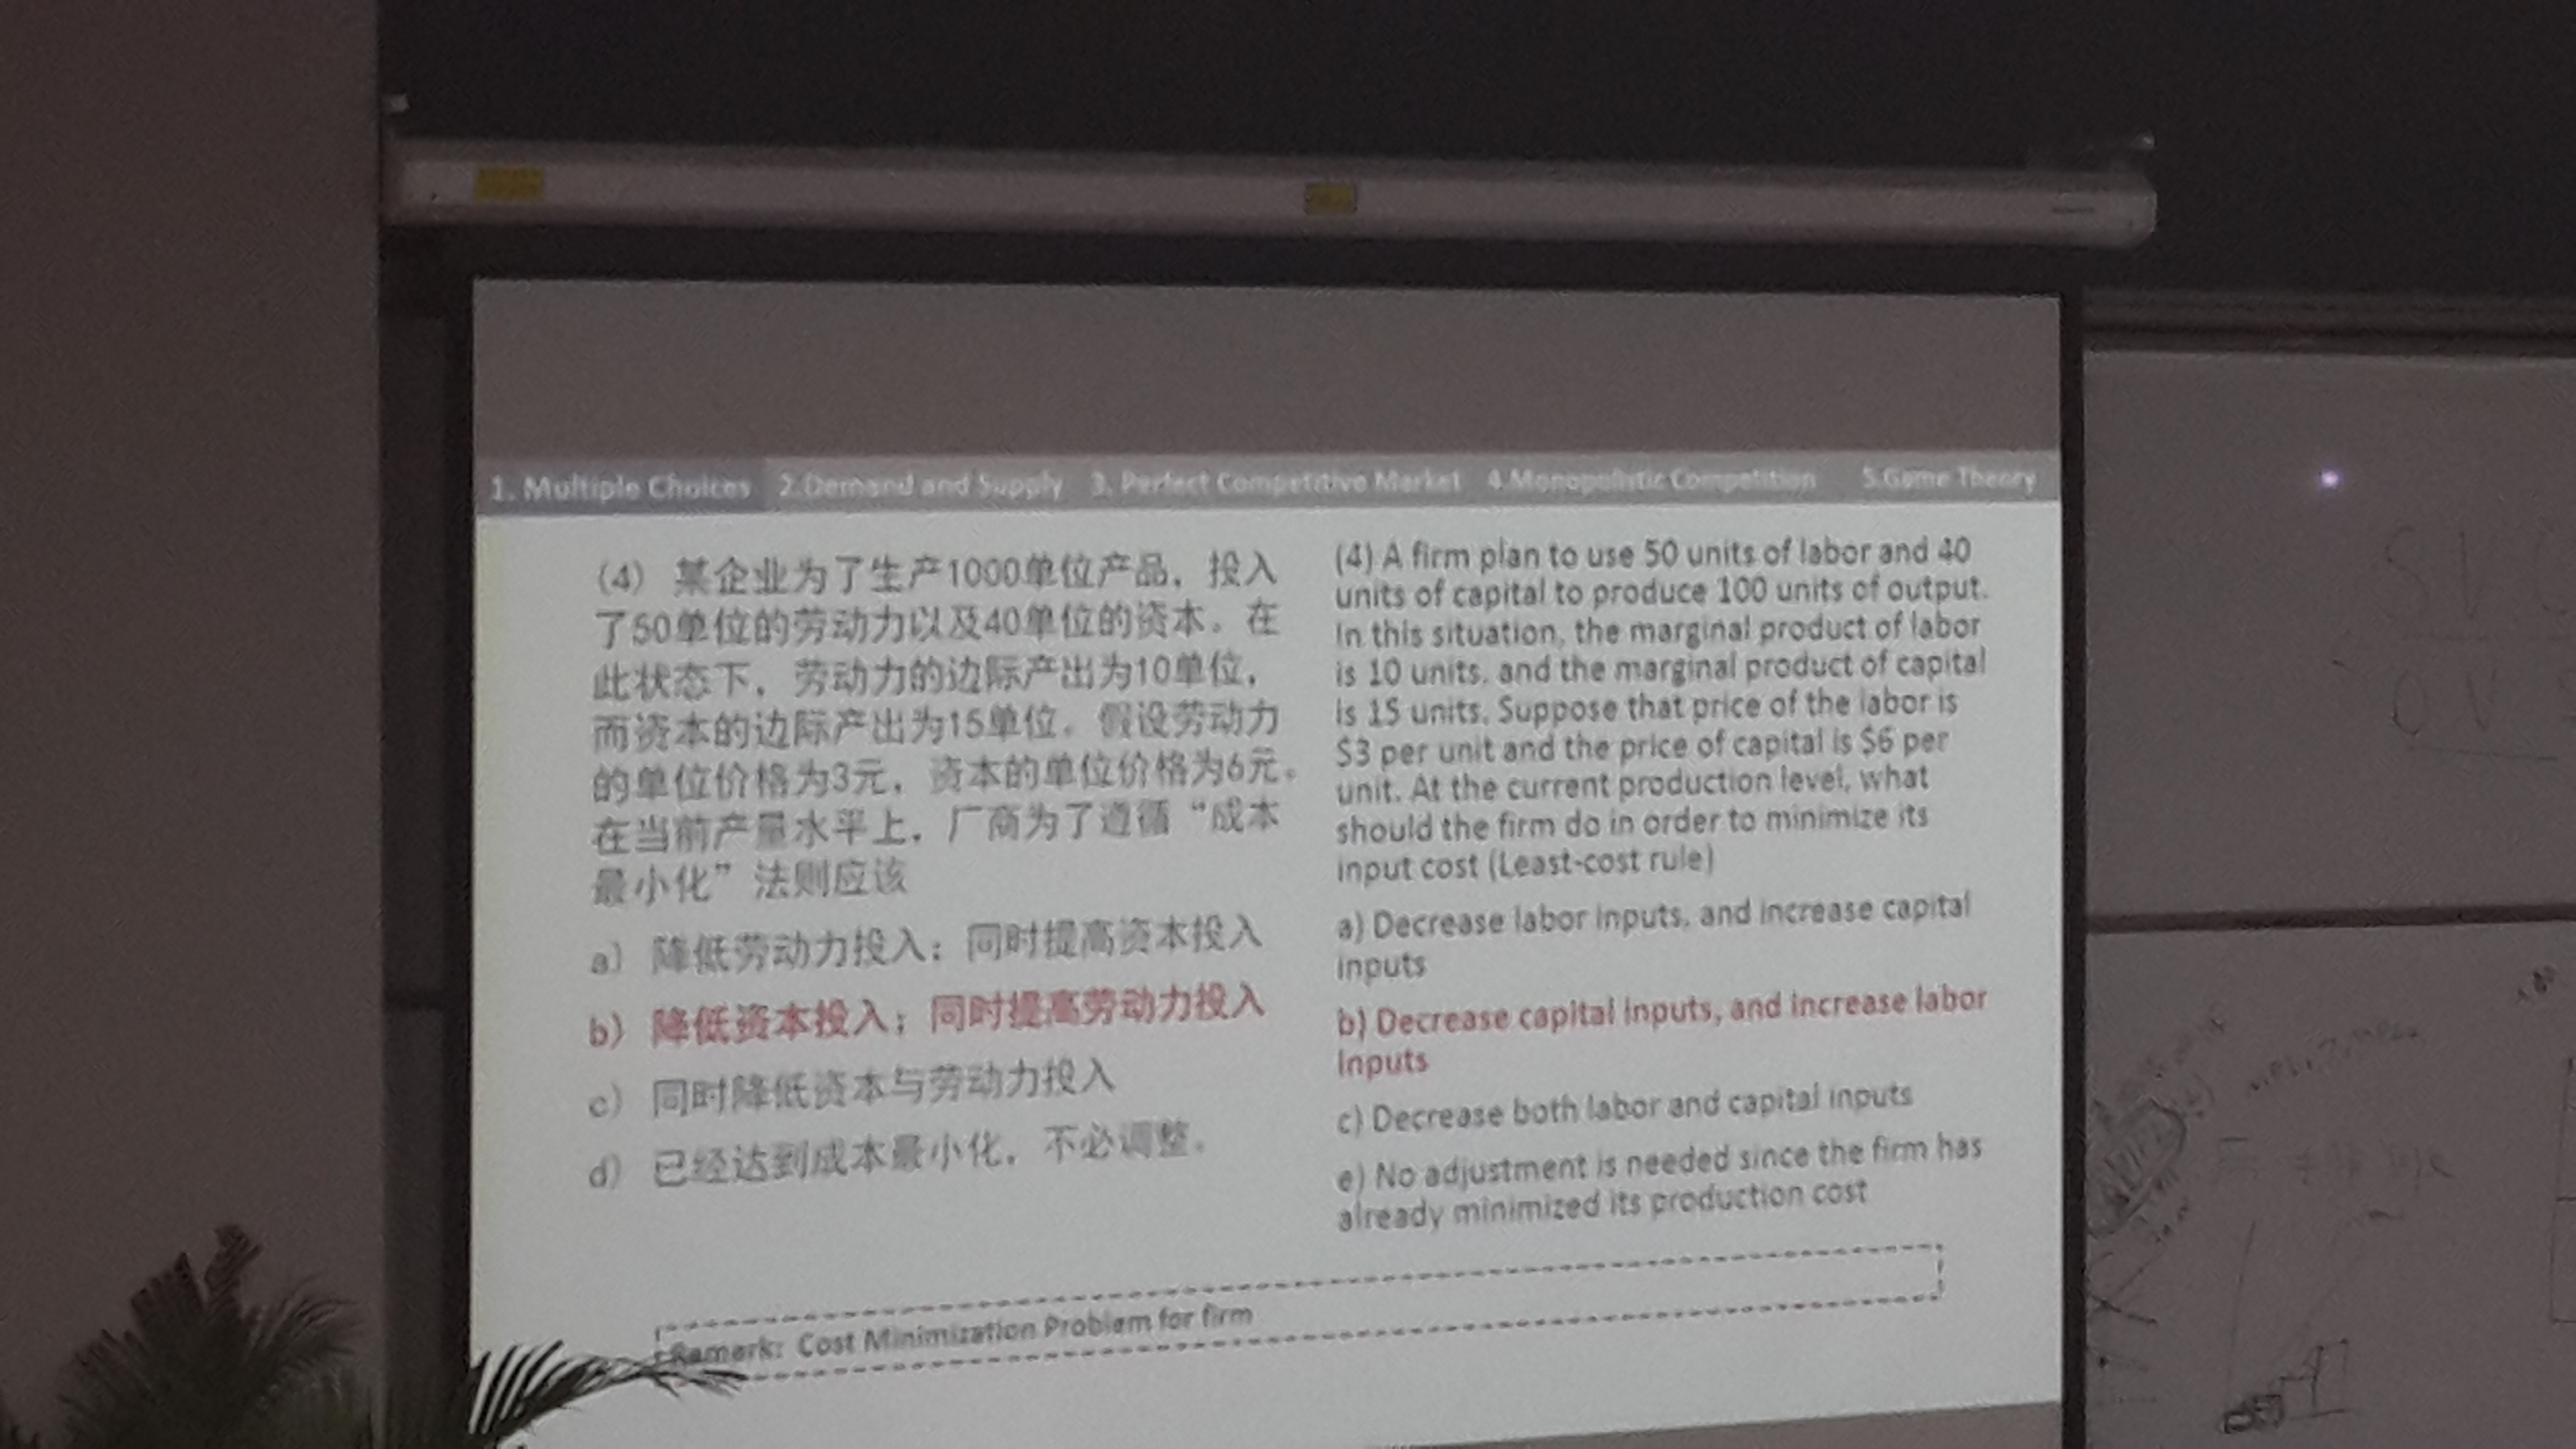 1. Multiple Choices 2.Demand and Supply 3. Perfect Competitive Market 4.Monopolistic Competition 5.Game Theory
(4) 某企业为了生产1000单位产品，投入
了50单位的劳动力以及40单位的资本。在
此状态下，劳动力的边际产出为10单位，
而资本的边际产出为15单位。假设劳动力
的单位价格为3元，资本的单位价格为6元。
在当前产量水平上，厂商为了遵循“成本
最小化”法则应该
a) 降低劳动力投入；同时提高资本投入
b) 降低资本投入；同时提高劳动力投入
c) 同时降低资本与劳动力投入
d) 已经达到成本最小化，不必调整。
(4) A firm plan to use 50 units of labor and 40
units of capital to produce 100 units of output.
In this situation, the marginal product of labor
is 10 units, and the marginal product of capital
is 15 units. Suppose that price of the labor is
$3 per unit and the price of capital is $6 per
unit. At the current production level, what
should the firm do in order to minimize its
input cost (Least-cost rule)
a) Decrease labor inputs, and increase capital
inputs
b) Decrease capital inputs, and increase labor
inputs
c) Decrease both labor and capital inputs
e) No adjustment is needed since the firm has
already minimized its production cost
Remark: Cost Minimization Problem for firm